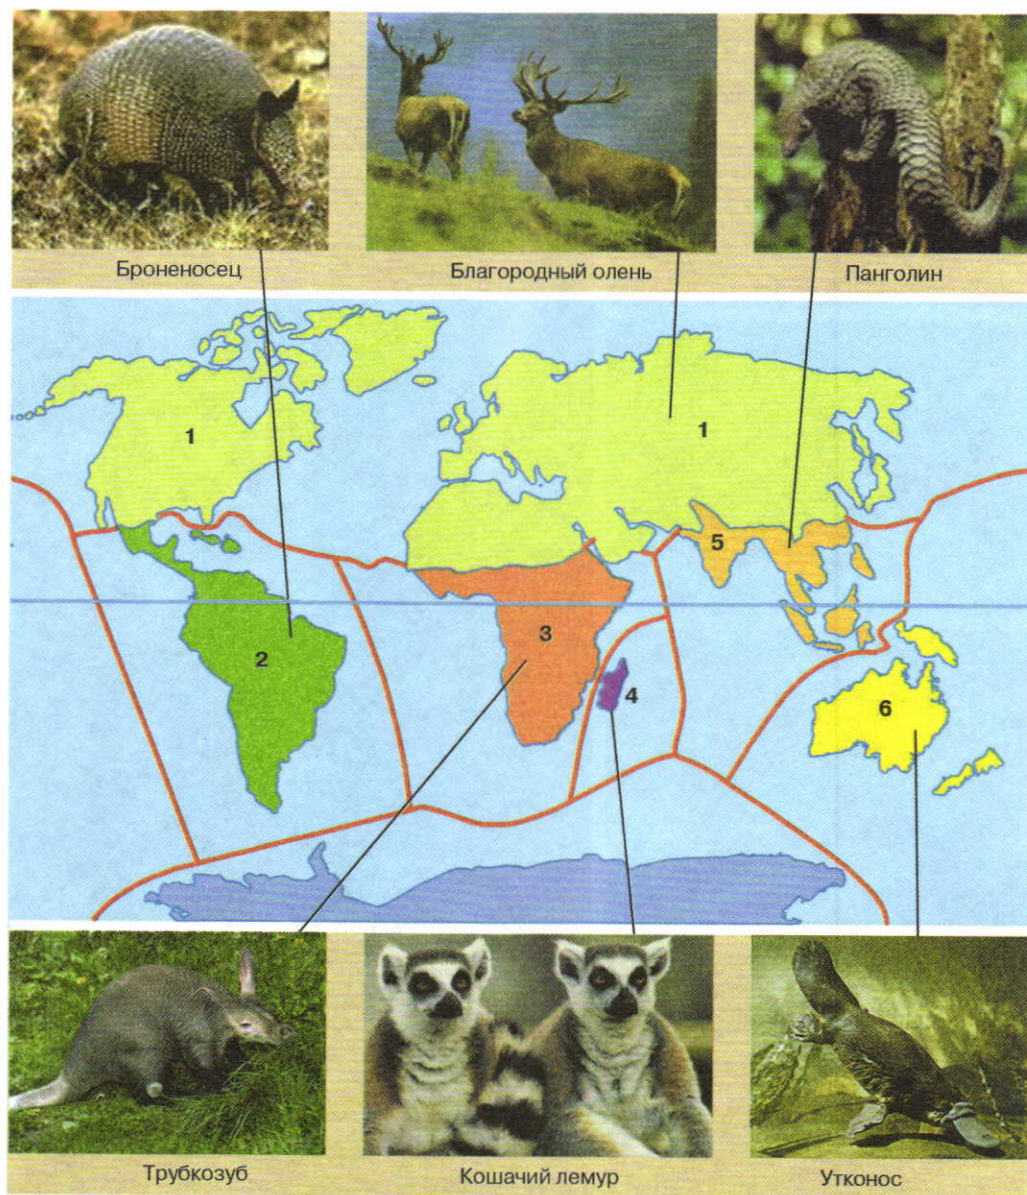 Броненосец
Благородный олень
Панголин
1
1
5
2
3
4
6
Трубкозуб
Кошачий лемур
Утконос